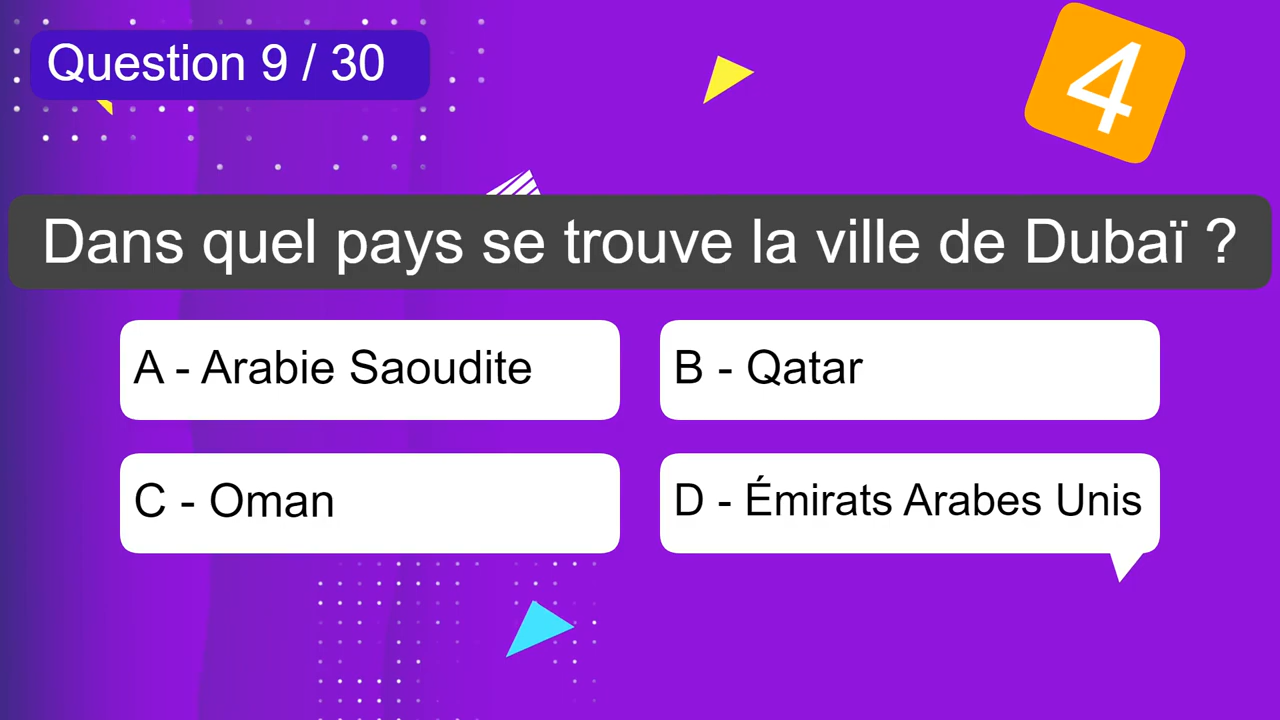 Question 9 / 30
4
Dans quel pays se trouve la ville de Dubaï ?
A - Arabie Saoudite
B - Qatar
C - Oman
D - Émirats Arabes Unis